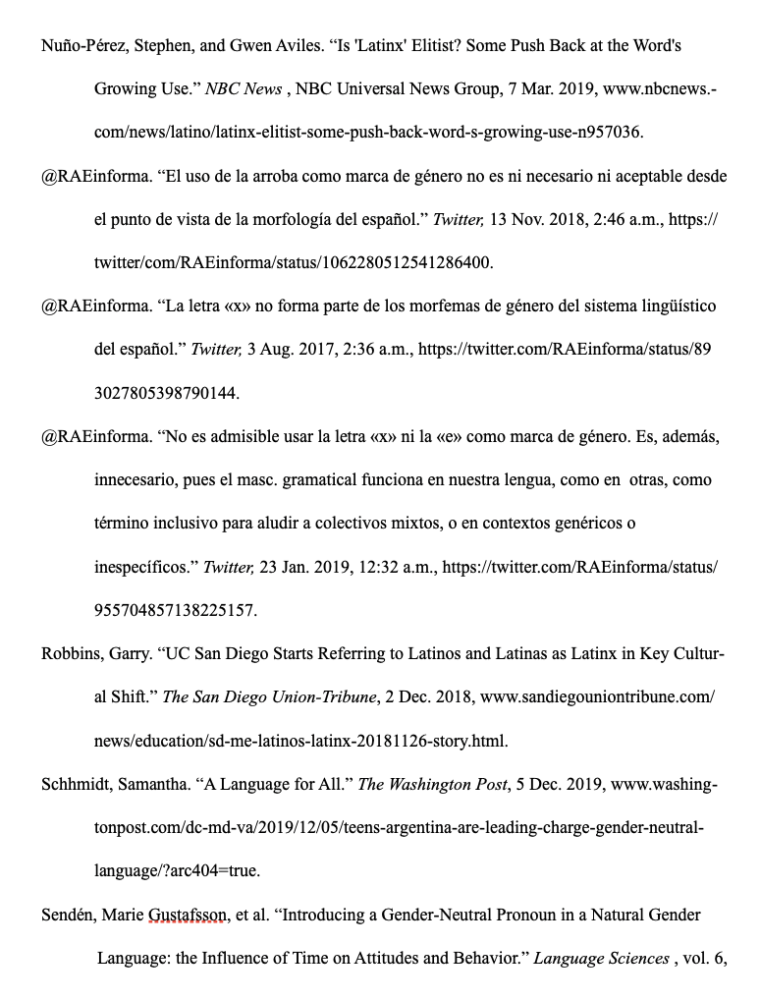 Nuño-Pérez, Stephen, and Gwen Aviles. “Is 'Latinx' Elitist? Some Push Back at the Word's
Growing Use.” NBC News , NBC Universal News Group, 7 Mar. 2019, www.nbcnews.-
com/news/latino/latinx-elitist-some-push-back-word-s-growing-use-n957036.
@RAEinforma. “El uso de la arroba como marca de género no es ni necesario ni aceptable desde
el punto de vista de la morfología del español.” Twitter, 13 Nov. 2018, 2:46 a.m., https://
twitter/com/RAEinforma/status/1062280512541286400.
@RAEinforma. “La letra «x» no forma parte de los morfemas de género del sistema lingüístico
del español.” Twitter, 3 Aug. 2017, 2:36 a.m., https://twitter.com/RAEinforma/status/89
3027805398790144.
@RAEinforma. “No es admisible usar la letra «x» ni la «e» como marca de género. Es, además,
innecesario, pues el masc. gramatical funciona en nuestra lengua, como en  otras, como
término inclusivo para aludir a colectivos mixtos, o en contextos genéricos o
inespecíficos.” Twitter, 23 Jan. 2019, 12:32 a.m., https://twitter.com/RAEinforma/status/
955704857138225157.
Robbins, Garry. “UC San Diego Starts Referring to Latinos and Latinas as Latinx in Key Cultur-
al Shift.” The San Diego Union-Tribune, 2 Dec. 2018, www.sandiegouniontribune.com/
news/education/sd-me-latinos-latinx-20181126-story.html.
Schhmidt, Samantha. “A Language for All.” The Washington Post, 5 Dec. 2019, www.washing-
tonpost.com/dc-md-va/2019/12/05/teens-argentina-are-leading-charge-gender-neutral-
language/?arc404=true.
Sendén, Marie Gustafsson, et al. “Introducing a Gender-Neutral Pronoun in a Natural Gender
Language: the Influence of Time on Attitudes and Behavior.” Language Sciences , vol. 6,